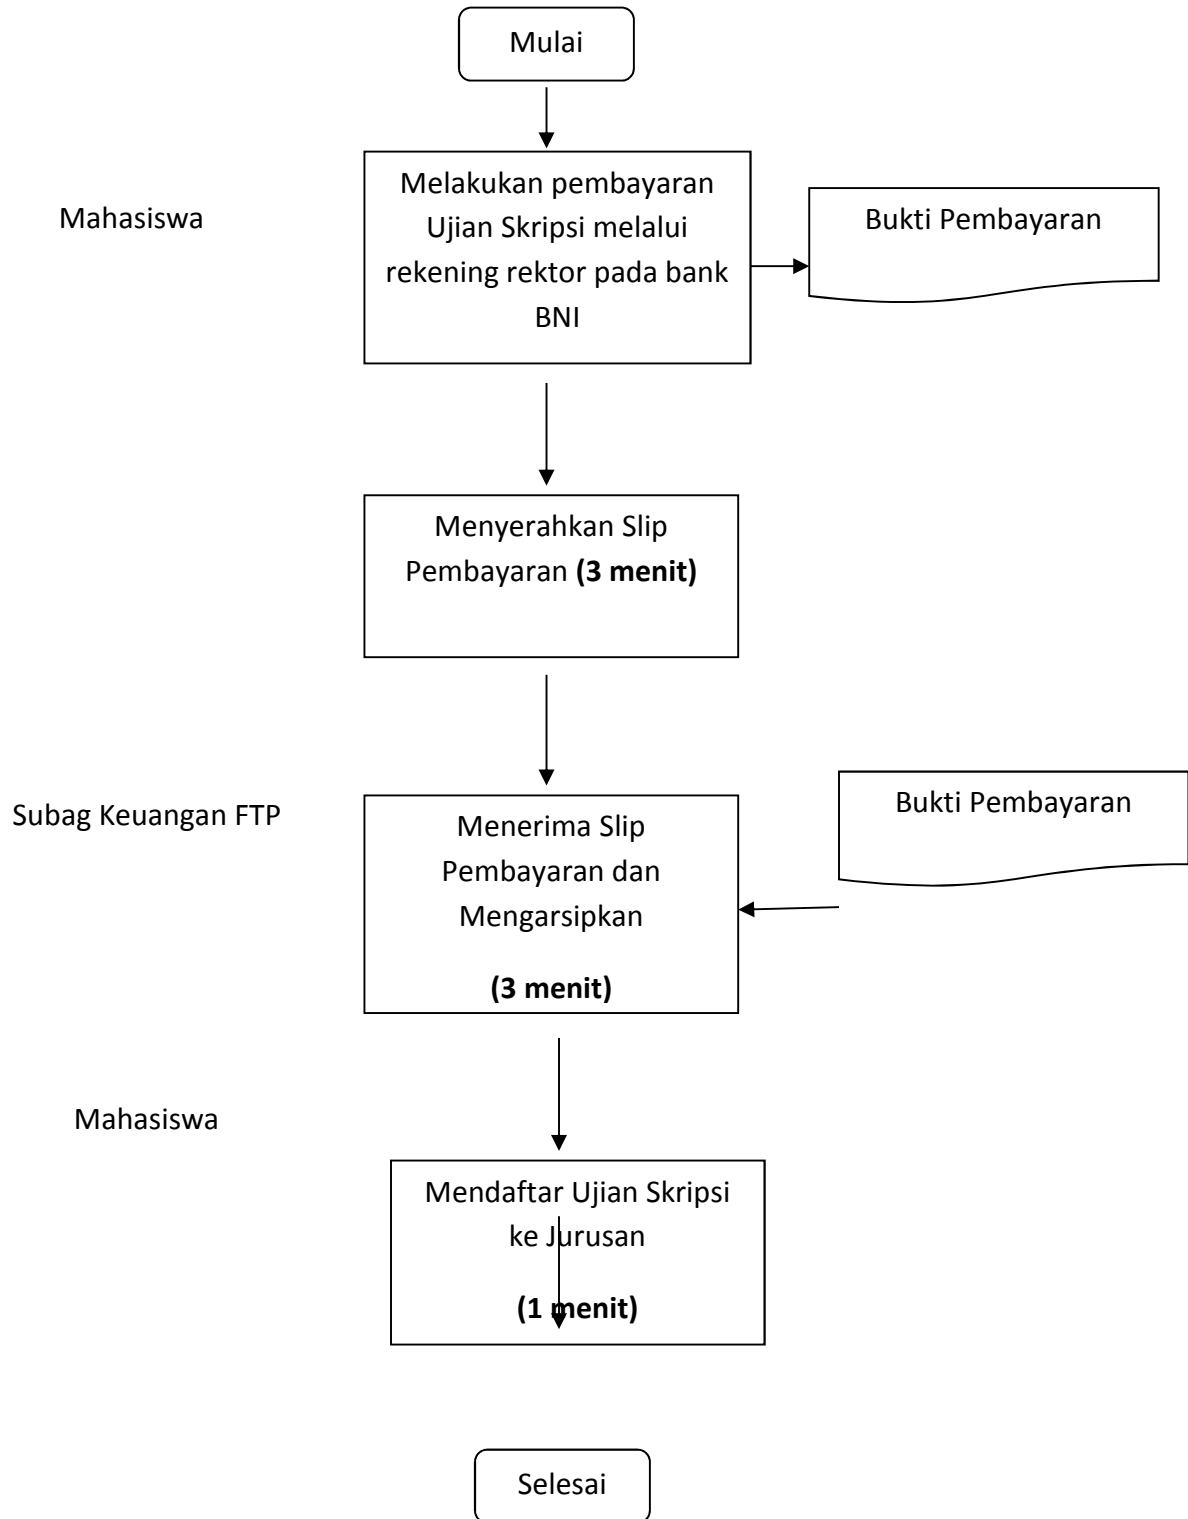 Mulai
Mahasiswa
Melakukan pembayaran
Ujian Skripsi melalui
rekening rektor pada bank
BNI
Bukti Pembayaran
Menyerahkan Slip
Pembayaran (3 menit)
Subag Keuangan FTP
Menerima Slip
Pembayaran dan
Mengarsipkan
(3 menit)
Bukti Pembayaran
Mahasiswa
Mendaftar Ujian Skripsi
ke Jurusan
(1 menit)
Selesai